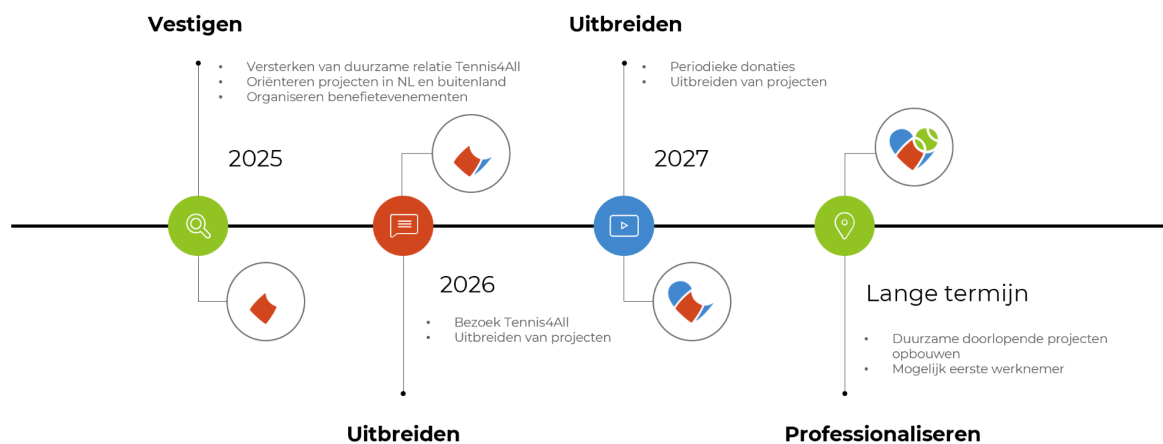 Vestigen
• Versterken van duurzame relatie Tennis4All
• Oriënteren projecten in NL en buitenland
• Organiseren benefietevenementen
2025
2026
• Bezoek Tennis4All
• Uitbreiden van projecten
Uitbreiden
Uitbreiden
• Periodieke donaties
• Uitbreiden van projecten
2027
Lange termijn
• Duurzame doorlopende projecten
opbouwen
• Mogelijk eerste werknemer
Professionaliseren